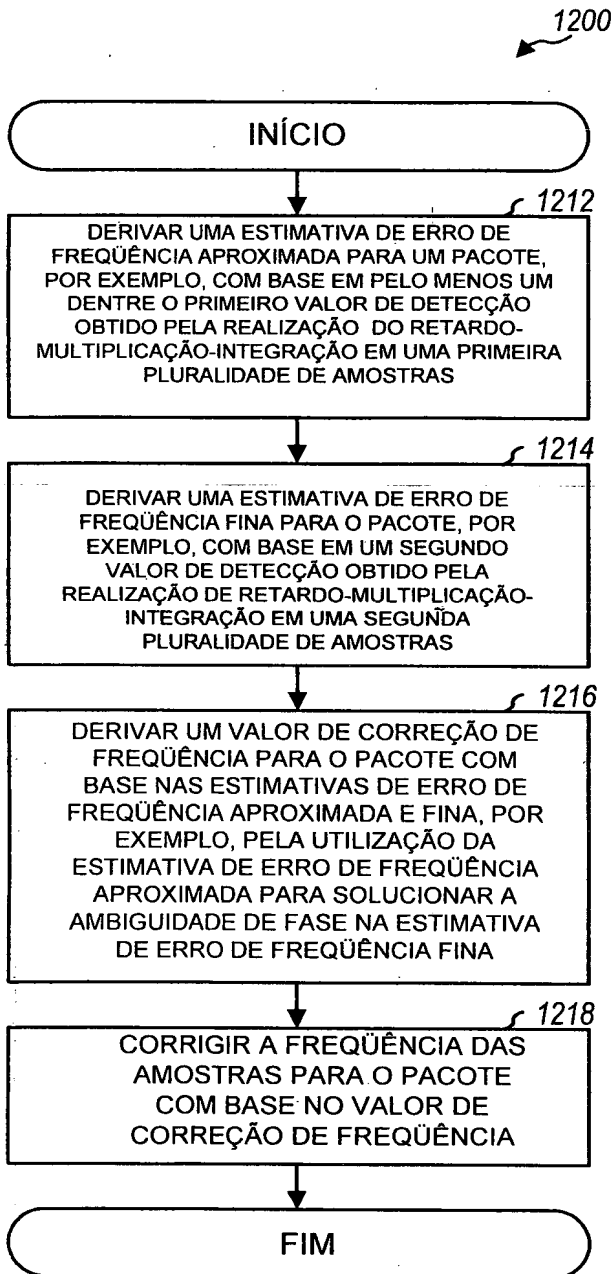 1200
INÍCIO
1212
DERIVAR UMA ESTIMATIVA DE ERRO DE
FREQÜÊNCIA APROXIMADA PARA UM PACOTE,
POR EXEMPLO, COM BASE EM PELO MENOS UM
DENTRE O PRIMEIRO VALOR DE DETECÇÃO
OBTIDO PELA REALIZAÇÃO DO RETARDO-
MULTIPLICAÇÃO-INTEGRAÇÃO EM UMA PRIMEIRA
PLURALIDADE DE AMOSTRAS
1214
DERIVAR UMA ESTIMATIVA DE ERRO DE
FREQÜÊNCIA FINA PARA O PACOTE, POR
EXEMPLO, COM BASE EM UM SEGUNDO
VALOR DE DETECÇÃO OBTIDO PELA
REALIZAÇÃO DE RETARDO-MULTIPLICAÇÃO-
INTEGRAÇÃO EM UMA SEGUNDA
PLURALIDADE DE AMOSTRAS
1216
DERIVAR UM VALOR DE CORREÇÃO DE
FREQÜÊNCIA PARA O PACOTE COM
BASE NAS ESTIMATIVAS DE ERRO DE
FREQÜÊNCIA APROXIMADA E FINA, POR
EXEMPLO, PELA UTILIZAÇÃO DA
ESTIMATIVA DE ERRO DE FREQÜÊNCIA
APROXIMADA PARA SOLUCIONAR A
AMBIGUIDADE DE FASE NA ESTIMATIVA
DE ERRO DE FREQÜÊNCIA FINA
1218
CORRIGIR A FREQÜÊNCIA DAS
AMOSTRAS PARA O PACOTE
COM BASE NO VALOR DE
CORREÇÃO DE FREQÜÊNCIA
FIM